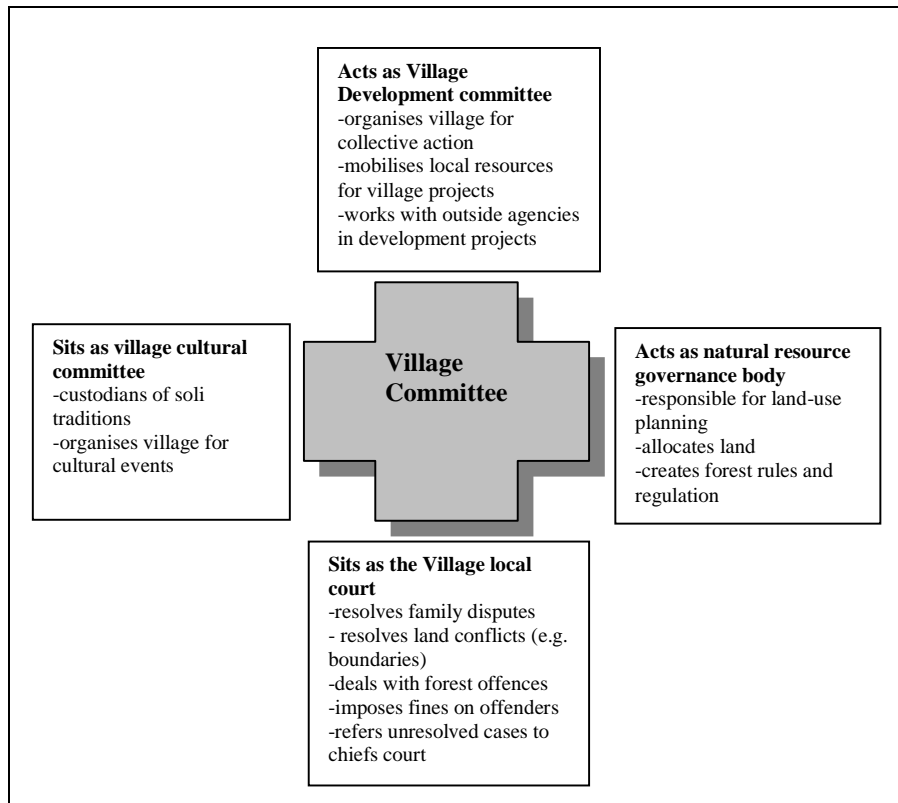 Acts as Village
Development committee
-organises village for
collective action
-mobilises local resources
for village projects
-works with outside agencies
in development projects
Sits as village cultural
committee
-custodians of soli
traditions
-organises village for
cultural events
Village
Committee
Acts as natural resource
governance body
-responsible for land-use
planning
-allocates land
-creates forest rules and
regulation
Sits as the Village local
court
-resolves family disputes
- resolves land conflicts (e.g.
boundaries)
-deals with forest offences
-imposes fines on offenders
-refers unresolved cases to
chiefs court